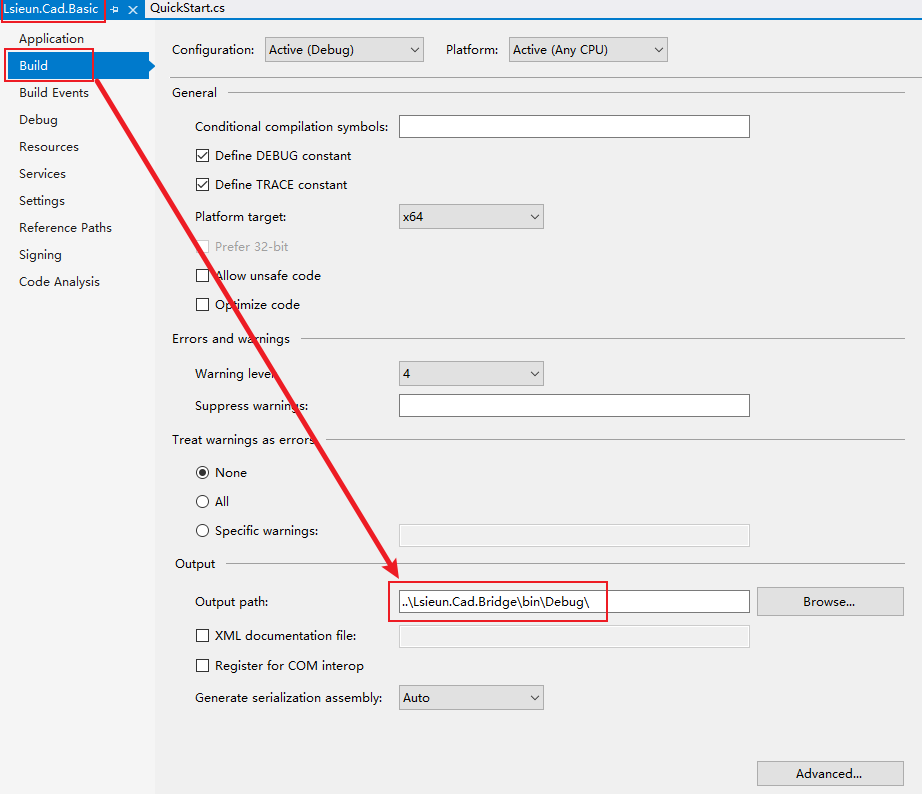 Lsieun.Cad.Basic QuickStart.cs
Application
Build
Build Events
Debug
Resources
Services
Settings
Reference Paths
Signing
Code Analysis
Configuration: Active (Debug) Platform: Active (Any CPU)
General
Conditional compilation symbols:
Define DEBUG constant
Define TRACE constant
Platform target: x64
Prefer 32-bit
Allow unsafe code
Optimize code
Errors and warnings
Warning level: 4
Suppress warnings:
Treat warnings as errors
None
All
Specific warnings:
Output
Output path: ..\Lsieun.Cad.Bridge\bin\Debug\ Browse...
XML documentation file:
Register for COM interop
Generate serialization assembly: Auto
Advanced...